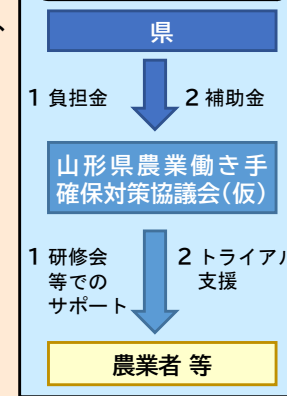 、
県
1 負担金
2 補助金
山形県農業働き手
確保対策協議会(仮)
1 研修会
等での
サポート
2 トライアル
支援
農業者 等